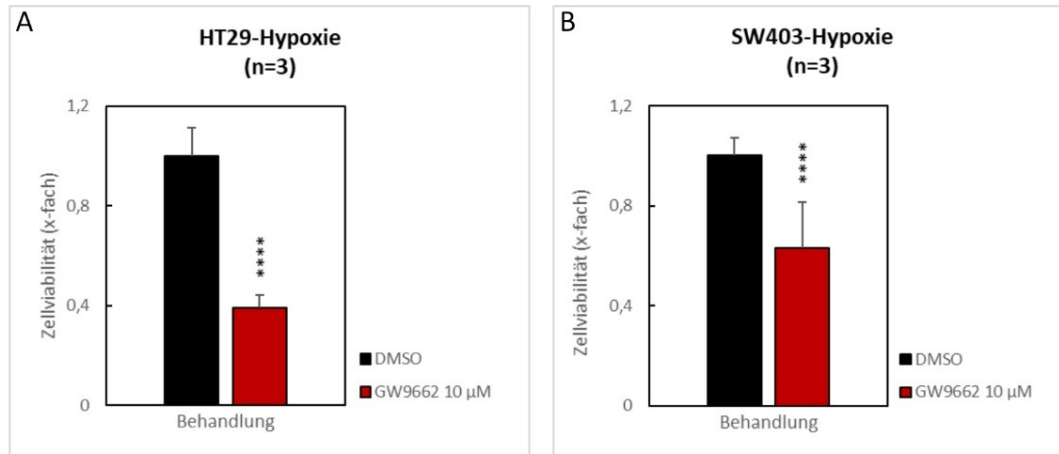 A
HT29-Hypoxie
(n=3)
1,2
0,8
0,4
0
Zellviabilität (x-fach)
****
Behandlung
DMSO
GW9662 10 µM
B
SW403-Hypoxie
(n=3)
1,2
0,8
0,4
0
Zellviabilität (x-fach)
****
Behandlung
DMSO
GW9662 10 µM